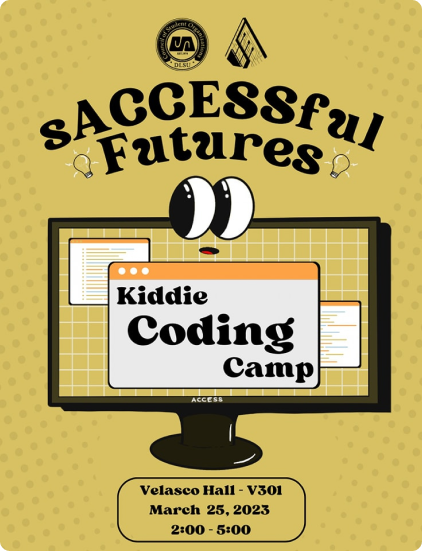 Council of Student Organizations
DLSU
sACCESSful
Futures
Kiddie
Coding
Camp
ACCESS
Velasco Hall - V301
March 25, 2023
2:00 - 5:00